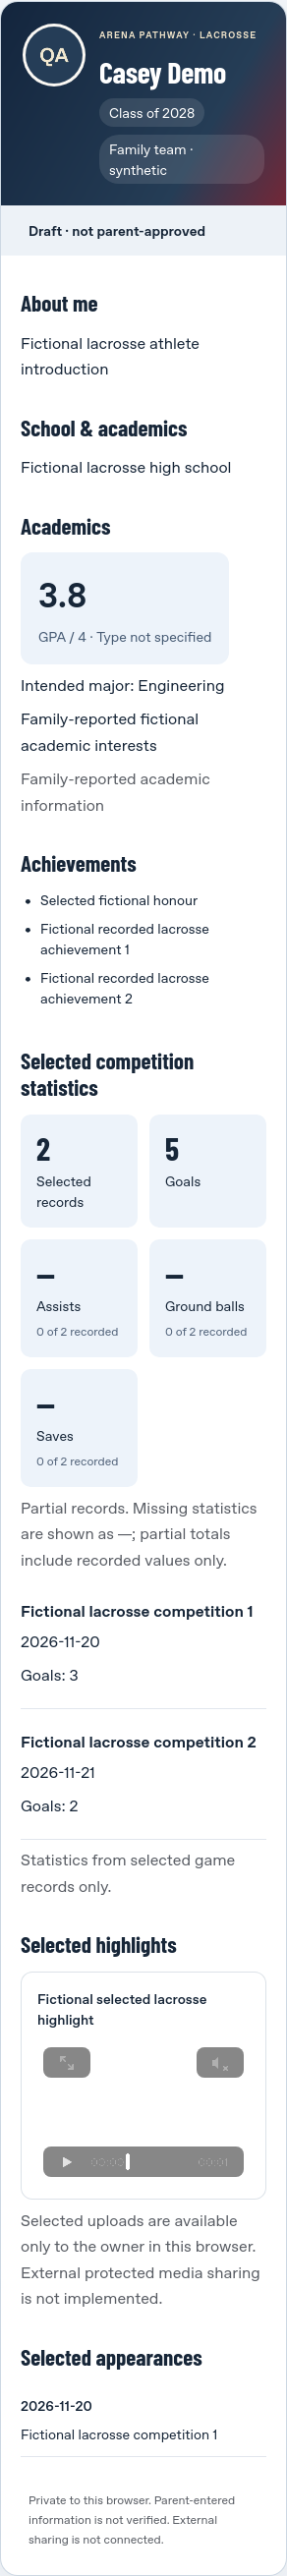 QA
ARENA PATHWAY · LACROSSE
Casey Demo
Class of 2028
Family team ·
synthetic
Draft · not parent-approved
About me
Fictional lacrosse athlete
introduction
School & academics
Fictional lacrosse high school
Academics
3.8
GPA / 4 · Type not specified
Intended major: Engineering
Family-reported fictional
academic interests
Family-reported academic
information
Achievements
• Selected fictional honour
• Fictional recorded lacrosse
achievement 1
• Fictional recorded lacrosse
achievement 2
Selected competition
statistics
2
Selected
records
5
Goals
—
Assists
0 of 2 recorded
—
Ground balls
0 of 2 recorded
—
Saves
0 of 2 recorded
Partial records. Missing statistics
are shown as —; partial totals
include recorded values only.
Fictional lacrosse competition 1
2026-11-20
Goals: 3
Fictional lacrosse competition 2
2026-11-21
Goals: 2
Statistics from selected game
records only.
Selected highlights
Fictional selected lacrosse
highlight
00:00 00:01
Selected uploads are available
only to the owner in this browser.
External protected media sharing
is not implemented.
Selected appearances
2026-11-20
Fictional lacrosse competition 1
Private to this browser. Parent-entered
information is not verified. External
sharing is not connected.